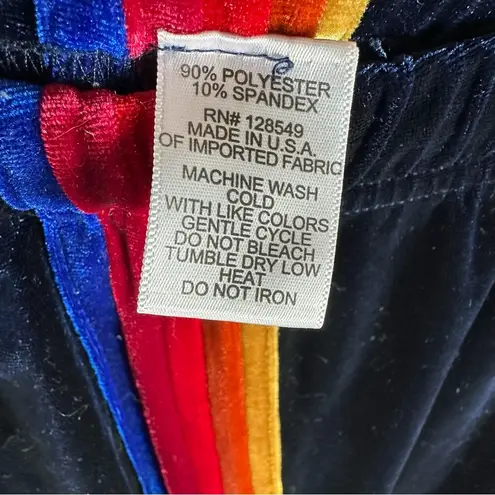 90% POLYESTER
10% SPANDEX
RN# 128549
MADE IN U.S.A.
OF IMPORTED FABRIC
MACHINE WASH
COLD
WITH LIKE COLORS
GENTLE CYCLE
DO NOT BLEACH
TUMBLE DRY LOW
HEAT
DO NOT IRON